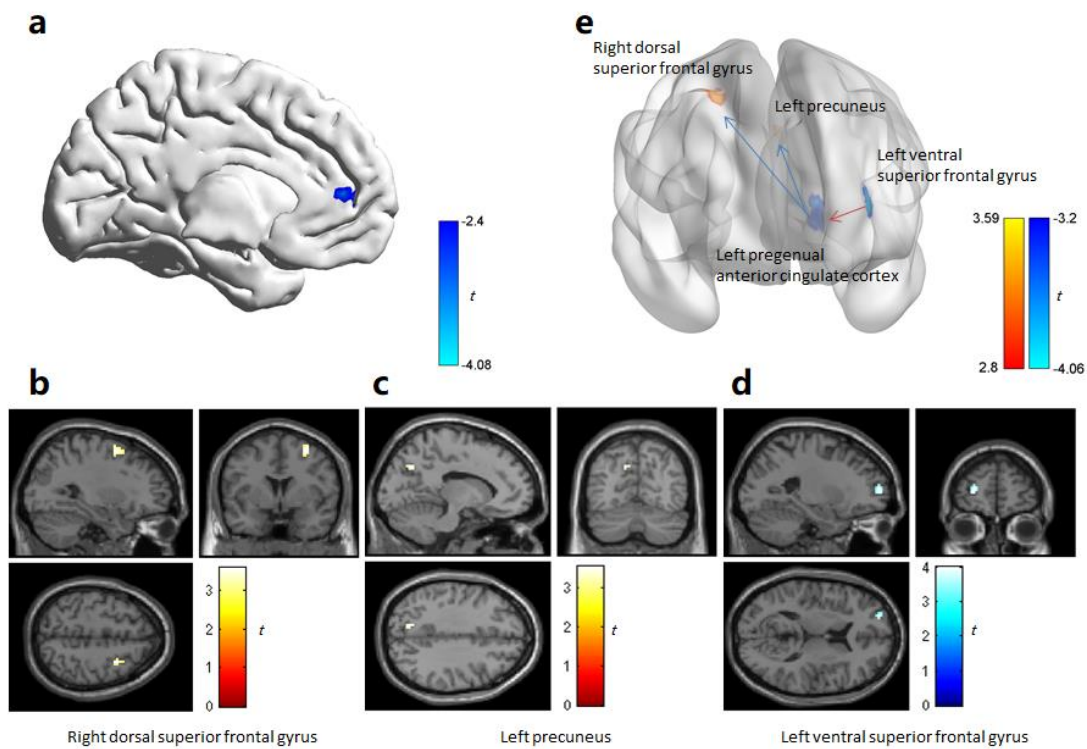 a
-2.4
t
-4.08
e
Right dorsal
superior frontal gyrus
Left precuneus
Left ventral
superior frontal gyrus
Left pregenual
anterior cingulate cortex
3.59
-3.2
t
2.8
-4.06
b
3
2
1
0
t
Right dorsal superior frontal gyrus
c
3
2
1
0
t
Left precuneus
d
4
3
2
1
0
t
Left ventral superior frontal gyrus